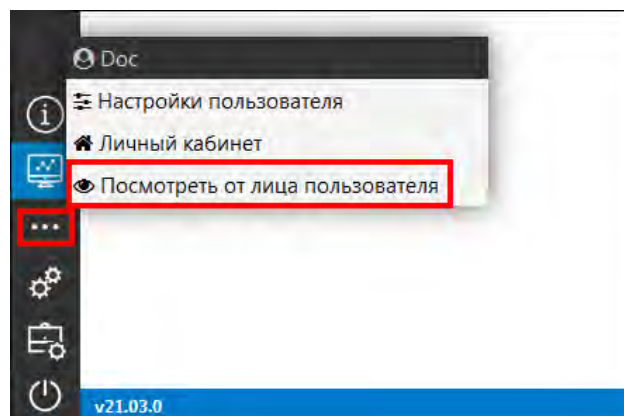 Doc
Настройки пользователя
Личный кабинет
Посмотреть от лица пользователя
v21.03.0